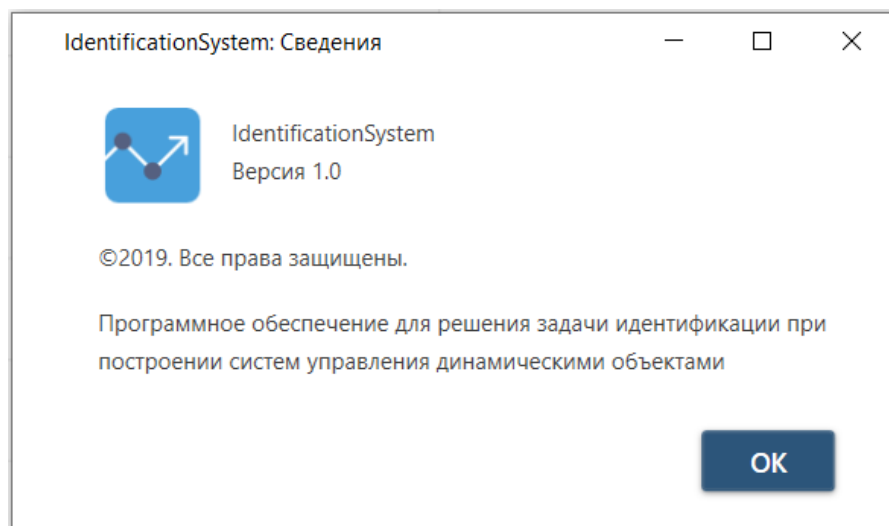 IdentificationSystem: Сведения
IdentificationSystem
Версия 1.0
©2019. Все права защищены.
Программное обеспечение для решения задачи идентификации при
построении систем управления динамическими объектами
OK